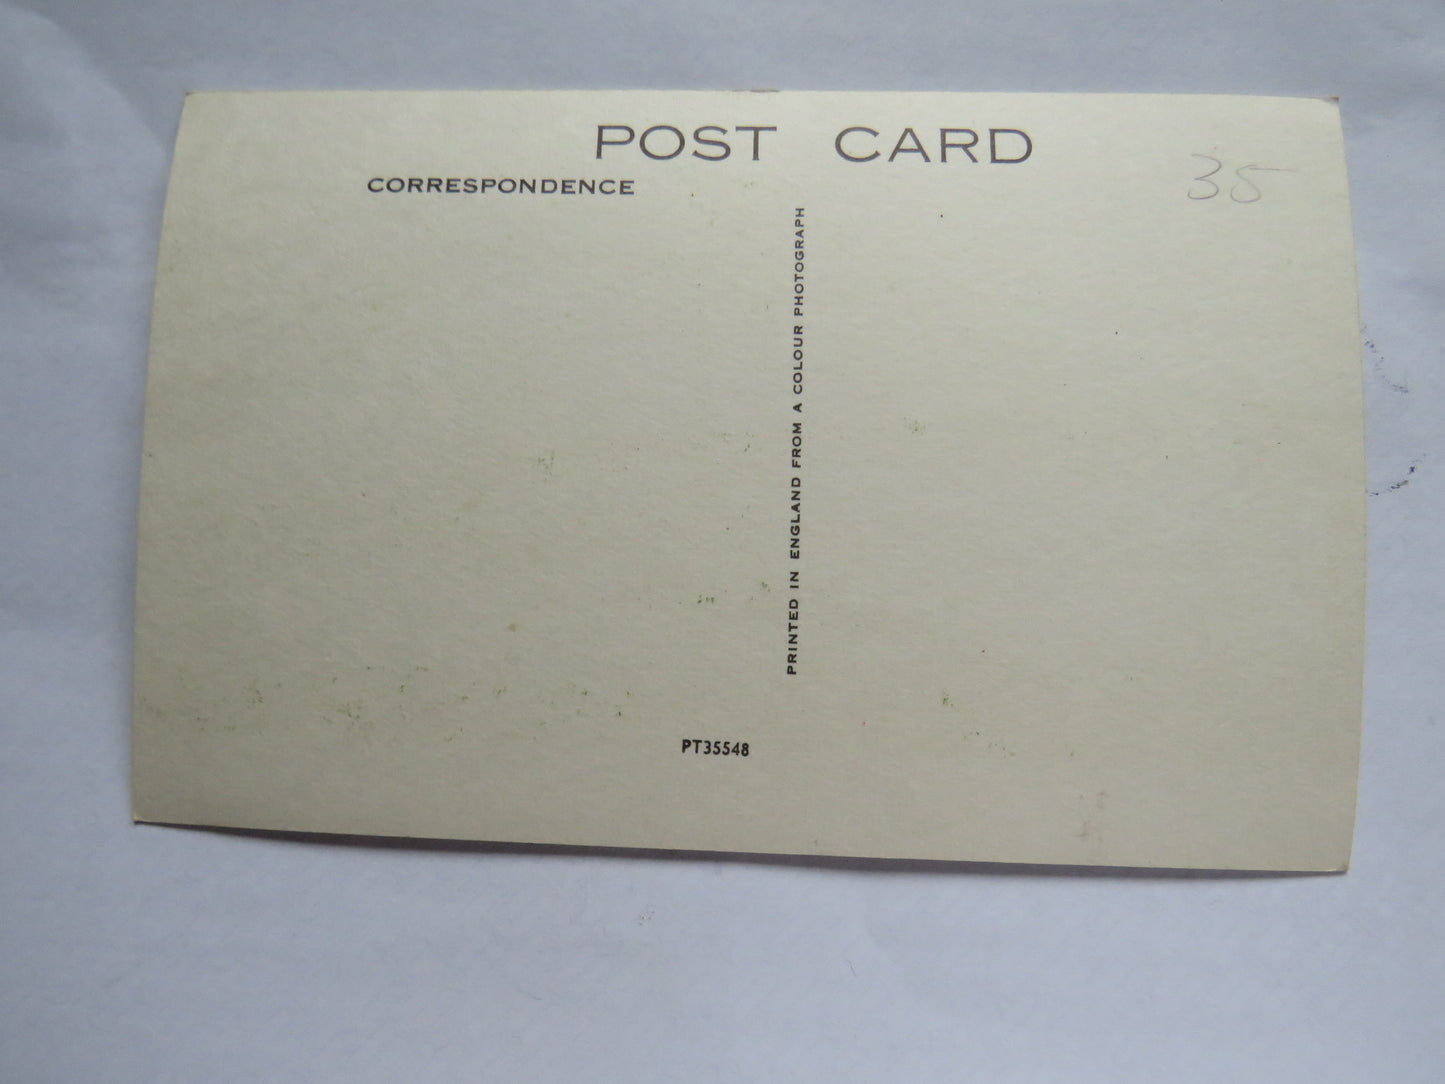 POST CARD
CORRESPONDENCE
35
PRINTED IN ENGLAND FROM A COLOUR PHOTOGRAPH
PT35548